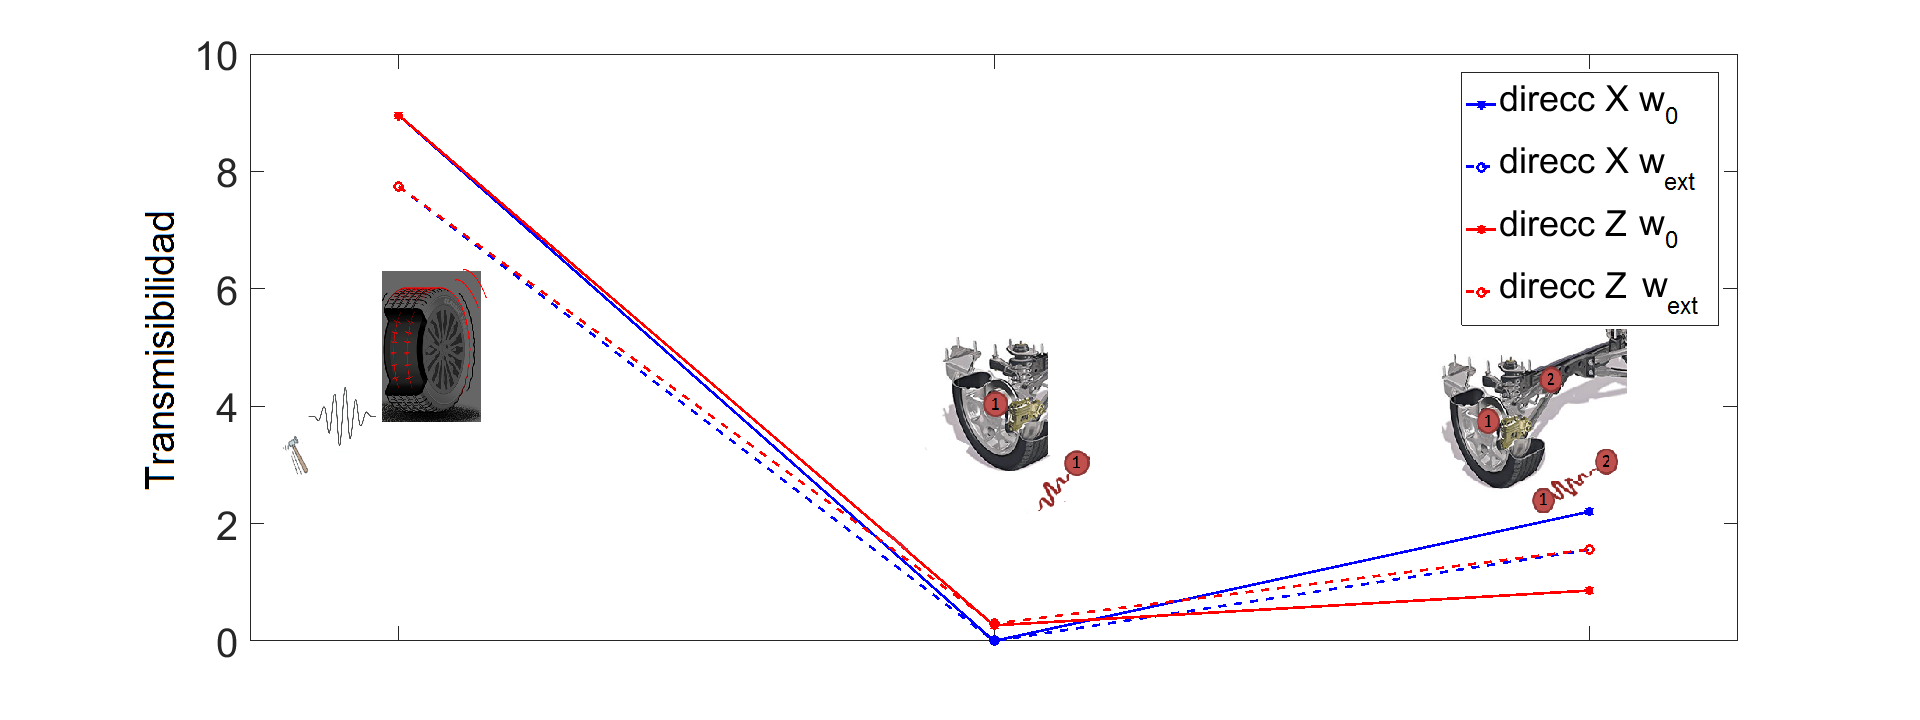 10
8
6
4
2
0
Transmisibilidad
direcc X w0
direcc X wext
direcc Z w0
direcc Z wext
1
1
2
1
2
1